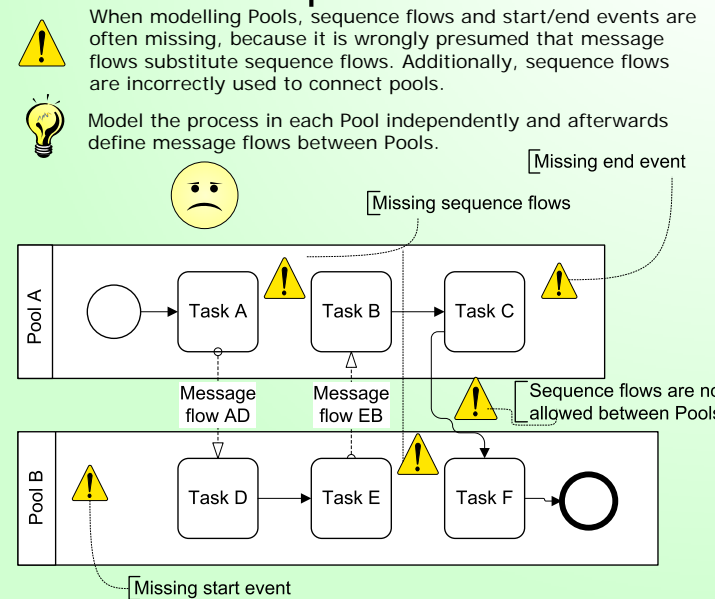 When modelling Pools, sequence flows and start/end events are
often missing, because it is wrongly presumed that message
flows substitute sequence flows. Additionally, sequence flows
are incorrectly used to connect pools.
Model the process in each Pool independently and afterwards
define message flows between Pools.
Missing end event
Missing sequence flows
Pool A
Task A
Task B
Task C
Message
flow AD
Message
flow EB
Sequence flows are no
allowed between Pools
Pool B
Task D
Task E
Task F
Missing start event